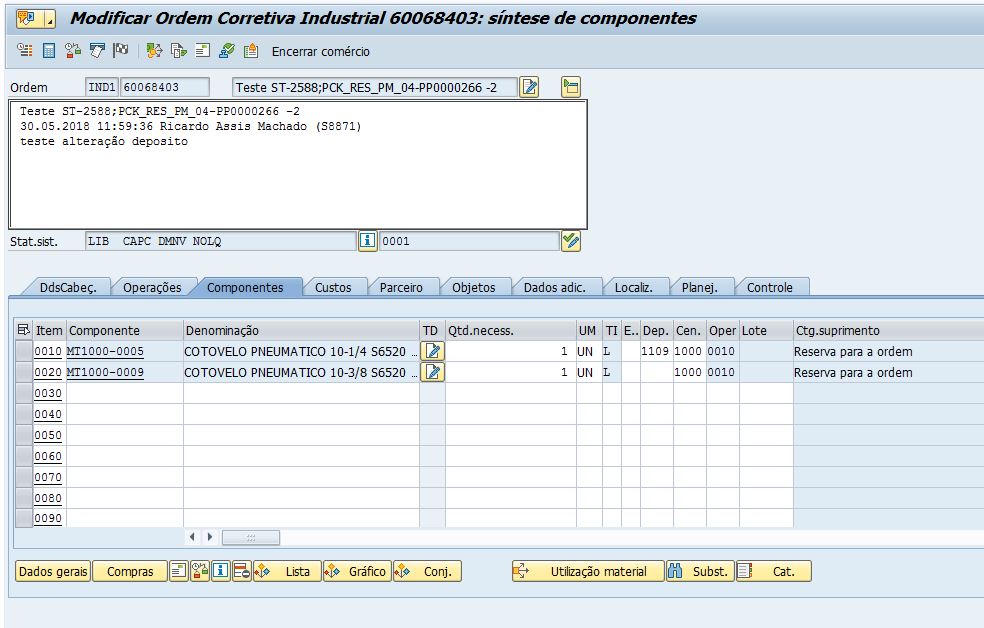 Modificar Ordem Corretiva Industrial 60068403: síntese de componentes
Encerrar comércio
Ordem IND1 60068403 Teste ST-2588;PCK_RES_PM_04-PP0000266 -2
Teste ST-2588;PCK_RES_PM_04-PP0000266 -2
30.05.2018 11:59:36 Ricardo Assis Machado (S8871)
teste alteração deposito
Stat.sist. LIB CAPC DMNV NOLQ 0001
DdsCabeç. Operações Componentes Custos Parceiro Objetos Dados adic. Localiz. Planej. Controle
Item Componente Denominação TD Qtd.necess. UM TI E.. Dep. Cen. Oper Lote Ctg.suprimento
0010 MT1000-0005 COTOVELO PNEUMATICO 10-1/4 S6520 ... 1 UN L 1109 1000 0010 Reserva para a ordem
0020 MT1000-0009 COTOVELO PNEUMATICO 10-3/8 S6520 ... 1 UN L 1000 0010 Reserva para a ordem
0030
0040
0050
0060
0070
0080
0090
Dados gerais Compras Lista Gráfico Conj. Utilização material Subst. Cat.